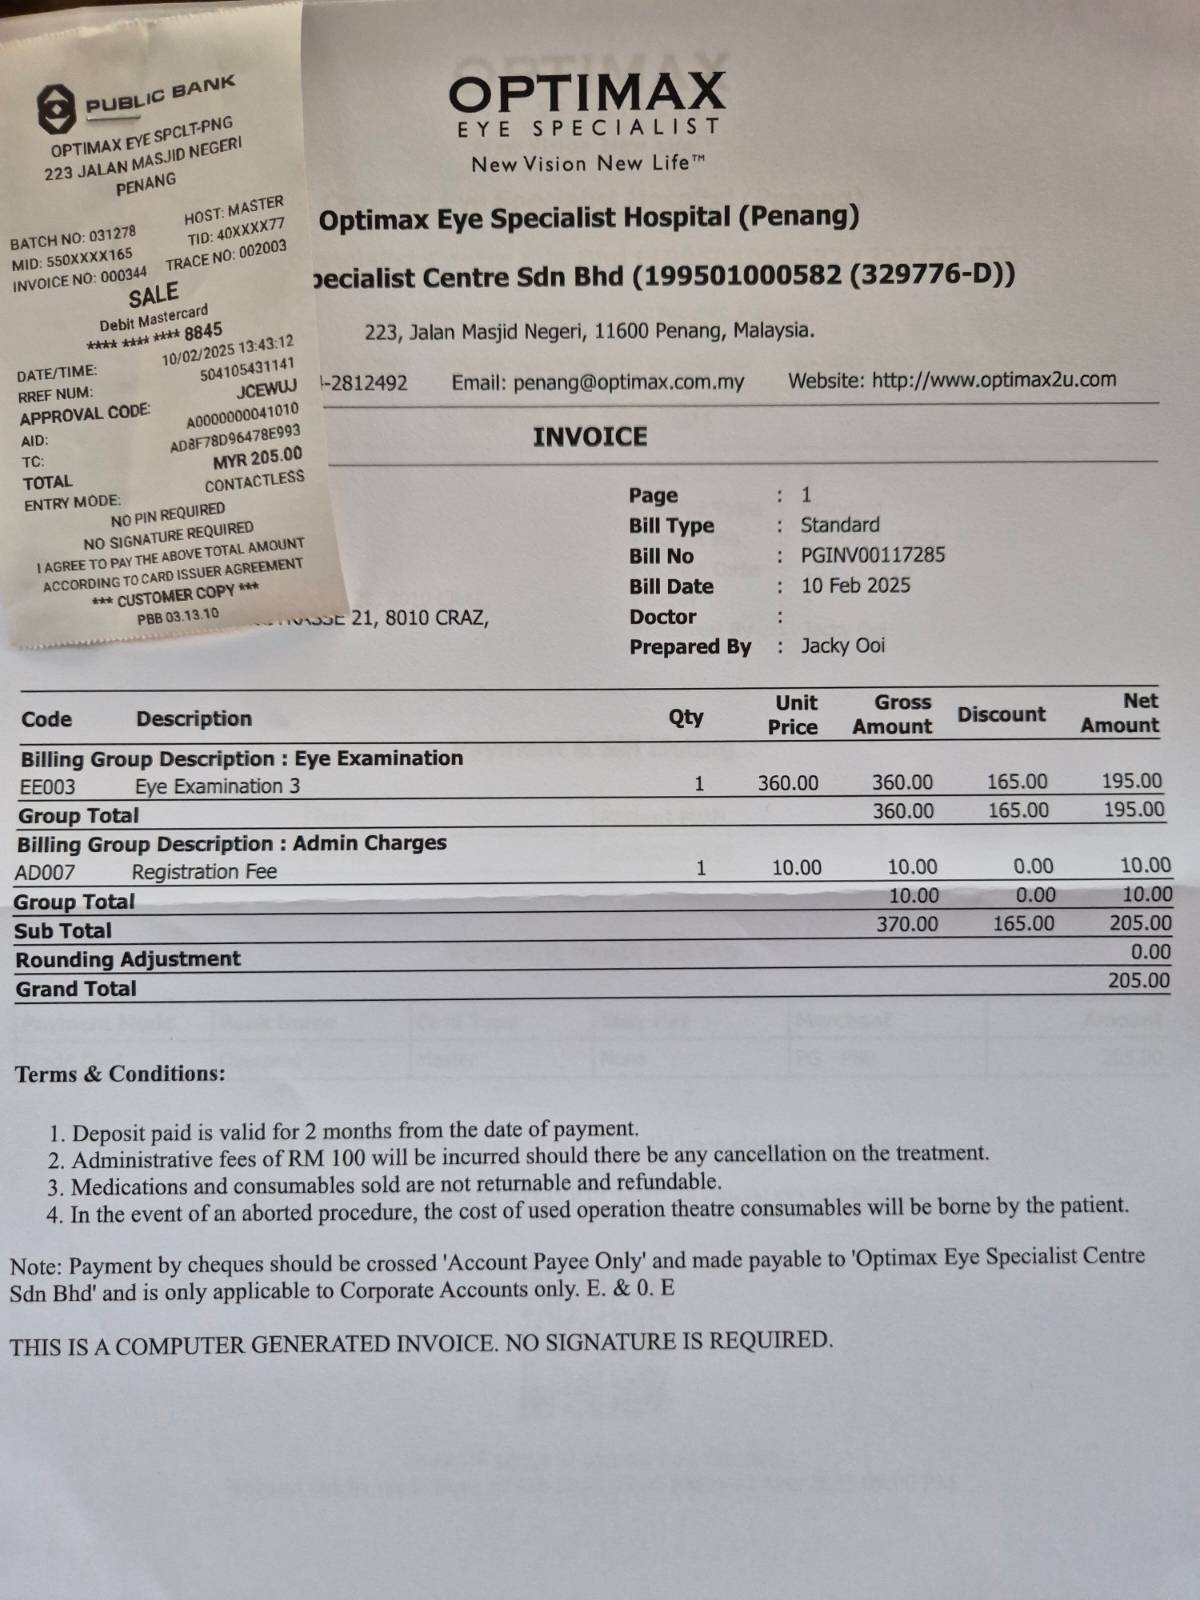 PUBLIC BANK
OPTIMAX EYE SPCLT-PNG
223 JALAN MASJID NEGERI
PENANG
BATCH NO: 031278 HOST: MASTER
MID: 550XXXX165 TID: 40XXXX77
INVOICE NO: 000344 TRACE NO: 002003
SALE
Debit Mastercard
**** **** **** 8845
DATE/TIME: 10/02/2025 13:43:12
RREF NUM: 504105431141
APPROVAL CODE: JCEWUJ
AID: A0000000041010
TC: AD8F78D96478E993
TOTAL MYR 205.00
ENTRY MODE: CONTACTLESS
NO PIN REQUIRED
NO SIGNATURE REQUIRED
I AGREE TO PAY THE ABOVE TOTAL AMOUNT
ACCORDING TO CARD ISSUER AGREEMENT
*** CUSTOMER COPY ***
PBB 03.13.10
OPTIMAX
EYE SPECIALIST
New Vision New Life™
Optimax Eye Specialist Hospital (Penang)
pecialist Centre Sdn Bhd (199501000582 (329776-D))
223, Jalan Masjid Negeri, 11600 Penang, Malaysia.
-2812492 Email: penang@optimax.com.my Website: http://www.optimax2u.com
INVOICE
Page : 1
Bill Type : Standard
Bill No : PGINV00117285
Bill Date : 10 Feb 2025
Doctor :
Prepared By : Jacky Ooi
21, 8010 CRAZ,
Code Description Qty Unit Price Gross Amount Discount Net Amount
Billing Group Description : Eye Examination
EE003 Eye Examination 3 1 360.00 360.00 165.00 195.00
Group Total 360.00 165.00 195.00
Billing Group Description : Admin Charges
AD007 Registration Fee 1 10.00 10.00 0.00 10.00
Group Total 10.00 0.00 10.00
Sub Total 370.00 165.00 205.00
Rounding Adjustment 0.00
Grand Total 205.00
Terms & Conditions:
1. Deposit paid is valid for 2 months from the date of payment.
2. Administrative fees of RM 100 will be incurred should there be any cancellation on the treatment.
3. Medications and consumables sold are not returnable and refundable.
4. In the event of an aborted procedure, the cost of used operation theatre consumables will be borne by the patient.
Note: Payment by cheques should be crossed 'Account Payee Only' and made payable to 'Optimax Eye Specialist Centre
Sdn Bhd' and is only applicable to Corporate Accounts only. E. & 0. E
THIS IS A COMPUTER GENERATED INVOICE. NO SIGNATURE IS REQUIRED.